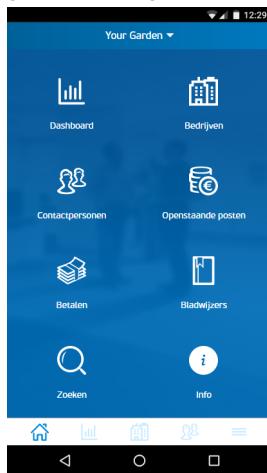 12:29
Your Garden
Dashboard Bedrijven
Contactpersonen Openstaande posten
Betalen Bladwijzers
i
Zoeken Info